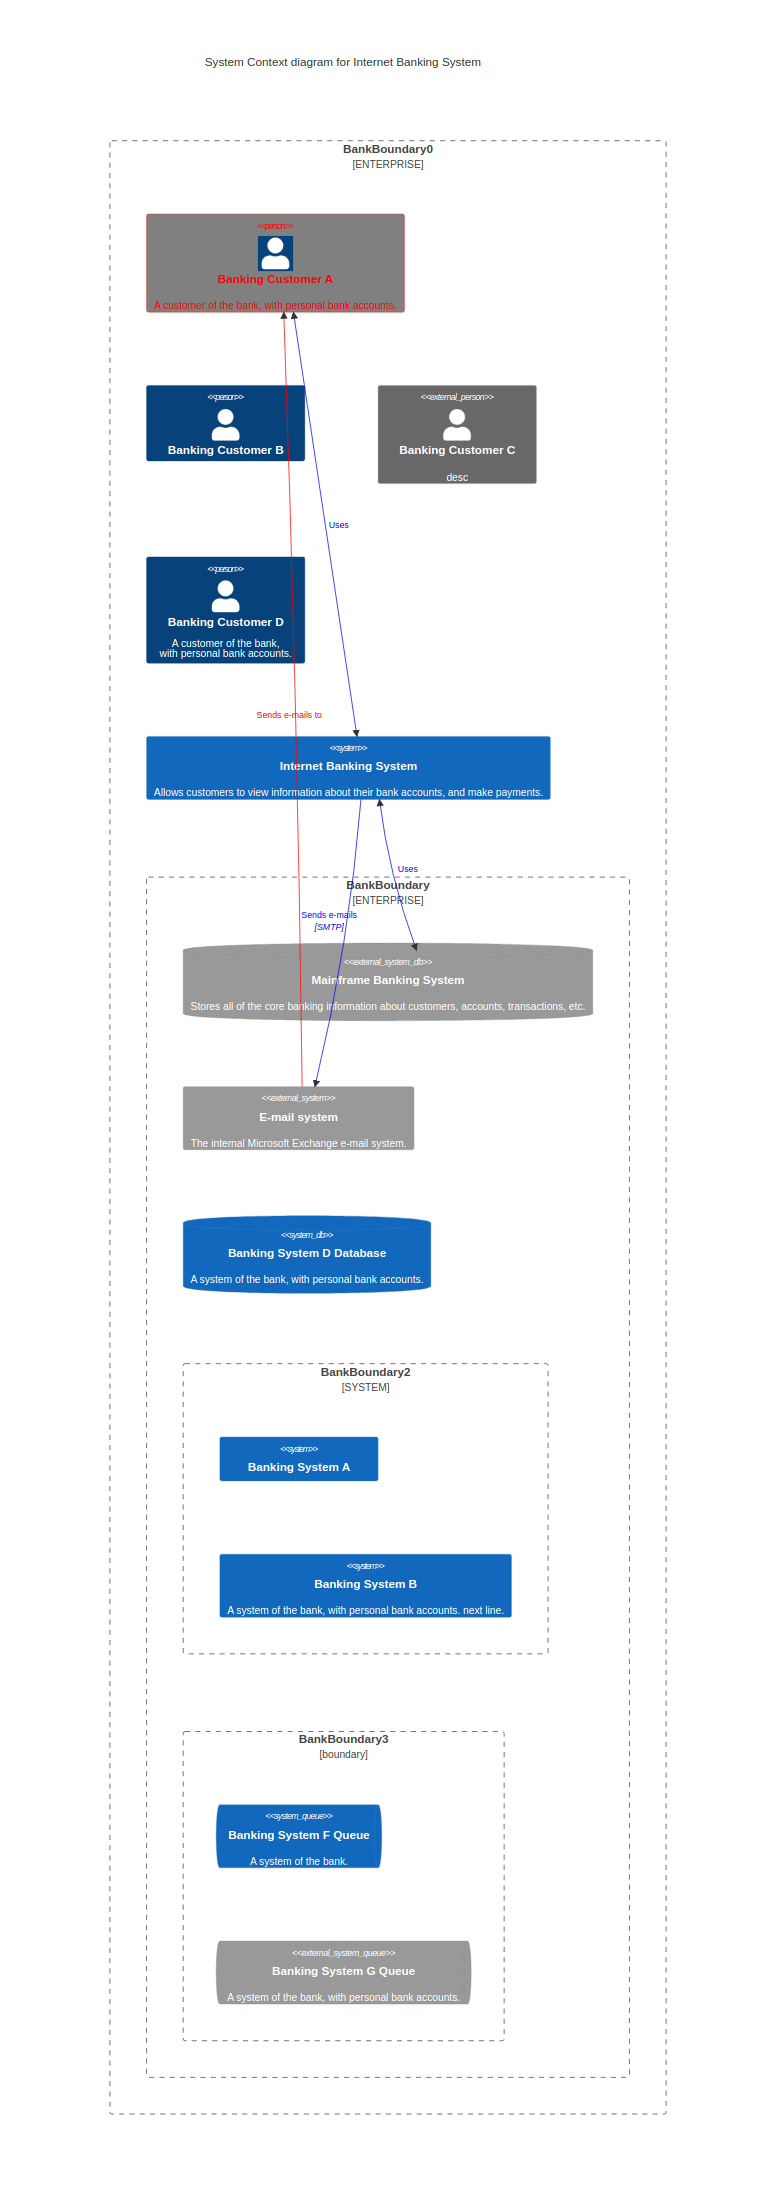 System Context diagram for Internet Banking System
BankBoundary0
[ENTERPRISE]
<<person>>
Banking Customer A
A customer of the bank, with personal bank accounts.
<<person>>
Banking Customer B
<<external_person>>
Banking Customer C
desc
Uses
<<person>>
Banking Customer D
A customer of the bank,
with personal bank accounts.
Sends e-mails to
<<system>>
Internet Banking System
Allows customers to view information about their bank accounts, and make payments.
Uses
BankBoundary
[ENTERPRISE]
Sends e-mails
[SMTP]
<<external_system_db>>
Mainframe Banking System
Stores all of the core banking information about customers, accounts, transactions, etc.
<<external_system>>
E-mail system
The internal Microsoft Exchange e-mail system.
<<system_db>>
Banking System D Database
A system of the bank, with personal bank accounts.
BankBoundary2
[SYSTEM]
<<system>>
Banking System A
<<system>>
Banking System B
A system of the bank, with personal bank accounts. next line.
BankBoundary3
[boundary]
<<system_queue>>
Banking System F Queue
A system of the bank.
<<external_system_queue>>
Banking System G Queue
A system of the bank, with personal bank accounts.